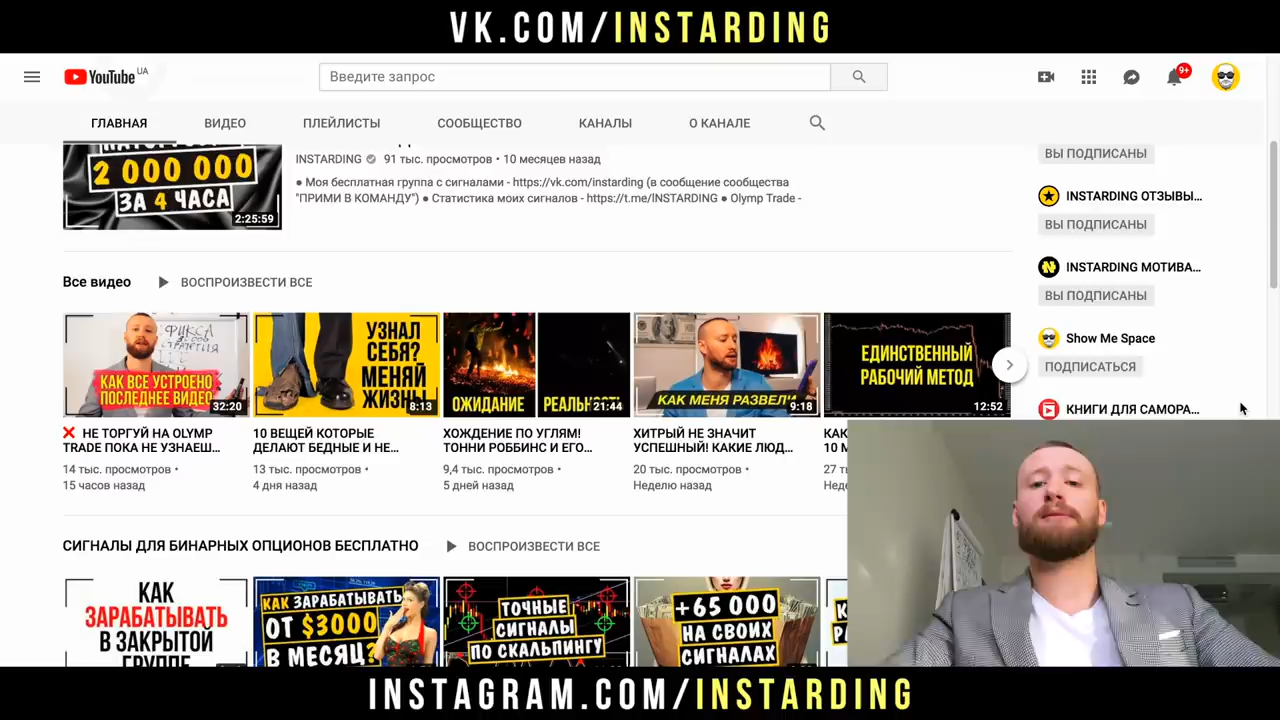 VK.COM/INSTARDING
YouTube UA
Введите запрос
9+
ГЛАВНАЯ
ВИДЕО
ПЛЕЙЛИСТЫ
СООБЩЕСТВО
КАНАЛЫ
О КАНАЛЕ
2 000 000
ЗА 4 ЧАСА
2:25:59
INSTARDING
91 тыс. просмотров • 10 месяцев назад
● Моя бесплатная группа с сигналами - https://vk.com/instarding (в сообщение сообщества
"ПРИМИ В КОМАНДУ") ● Статистика моих сигналов - https://t.me/INSTARDING ● Olymp Trade -
ВЫ ПОДПИСАНЫ
INSTARDING ОТЗЫВЫ...
ВЫ ПОДПИСАНЫ
INSTARDING МОТИВА...
ВЫ ПОДПИСАНЫ
Show Me Space
ПОДПИСАТЬСЯ
КНИГИ ДЛЯ САМОРА...
Все видео
ВОСПРОИЗВЕСТИ ВСЕ
КАК ВСЕ УСТРОЕНО
ПОСЛЕДНЕЕ ВИДЕО
32:20
УЗНАЛ
СЕБЯ?
МЕНЯЙ
ЖИЗНЬ
8:13
ОЖИДАНИЕ
21:44
КАК МЕНЯ РАЗВЕЛИ
9:18
ЕДИНСТВЕННЫЙ
РАБОЧИЙ МЕТОД
12:52
❌ НЕ ТОРГУЙ НА OLYMP
TRADE ПОКА НЕ УЗНАЕШ...
14 тыс. просмотров •
15 часов назад
10 ВЕЩЕЙ КОТОРЫЕ
ДЕЛАЮТ БЕДНЫЕ И НЕ...
13 тыс. просмотров •
4 дня назад
ХОЖДЕНИЕ ПО УГЛЯМ!
ТОННИ РОББИНС И ЕГО...
9,4 тыс. просмотров •
5 дней назад
ХИТРЫЙ НЕ ЗНАЧИТ
УСПЕШНЫЙ! КАКИЕ ЛЮД...
20 тыс. просмотров •
Неделю назад
СИГНАЛЫ ДЛЯ БИНАРНЫХ ОПЦИОНОВ БЕСПЛАТНО
ВОСПРОИЗВЕСТИ ВСЕ
КАК
ЗАРАБАТЫВАТЬ
В ЗАКРЫТОЙ
ГРУППЕ
КАК ЗАРАБАТЫВАТЬ
ОТ $3000
В МЕСЯЦ?
ТОЧНЫЕ
СИГНАЛЫ
ПО СКАЛЬПИНГУ
+65 000
НА СВОИХ
СИГНАЛАХ
INSTAGRAM.COM/INSTARDING